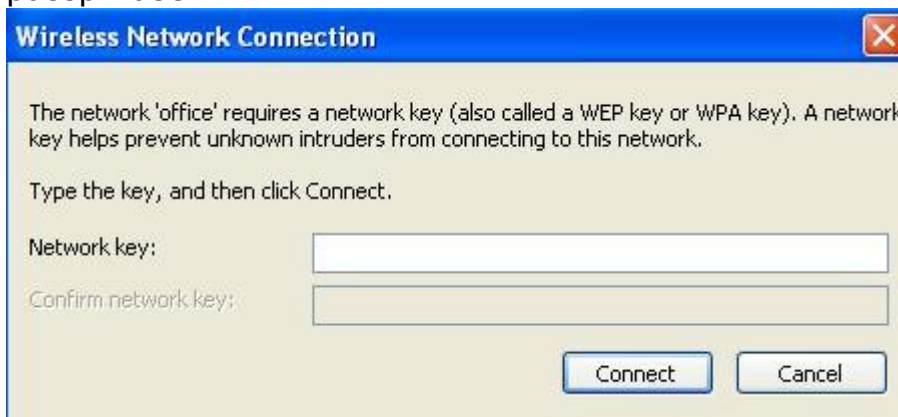 Wireless Network Connection
The network 'office' requires a network key (also called a WEP key or WPA key). A network
key helps prevent unknown intruders from connecting to this network.
Type the key, and then click Connect.
Network key:
Confirm network key:
Connect Cancel